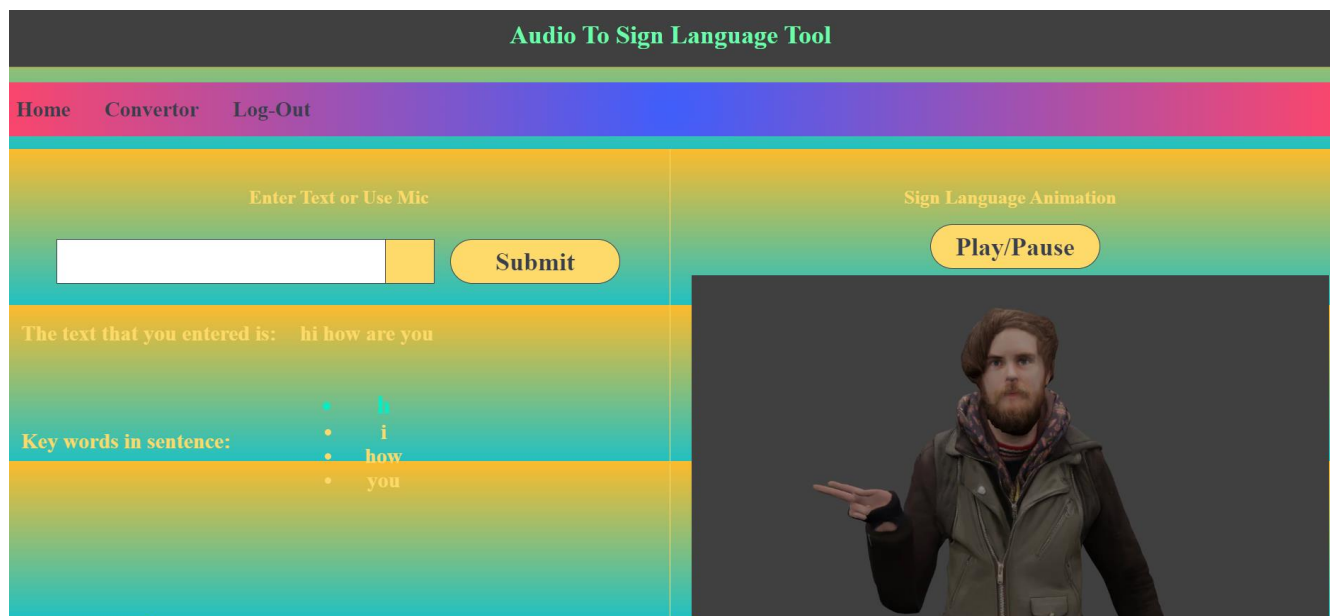 Audio To Sign Language Tool
Home Convertor Log-Out
Enter Text or Use Mic
Submit
The text that you entered is: hi how are you
Key words in sentence:
h
i
how
you
Sign Language Animation
Play/Pause